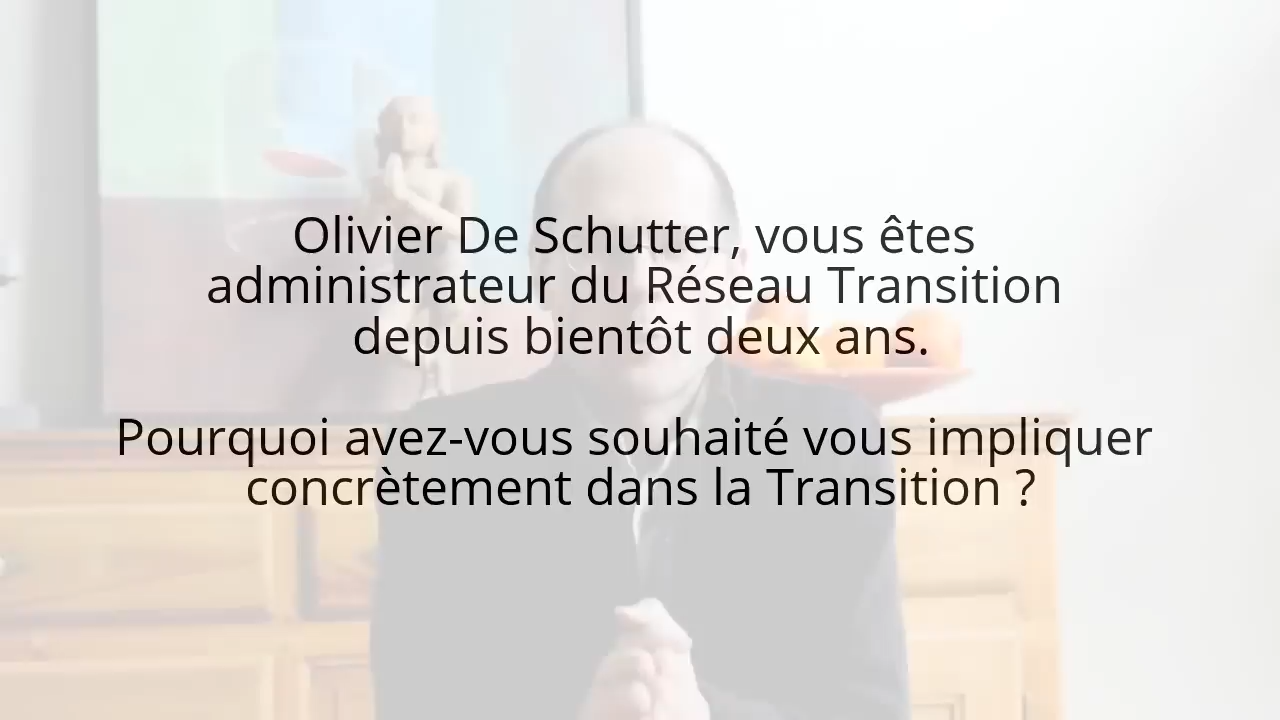 Olivier De Schutter, vous êtes
administrateur du Réseau Transition
depuis bientôt deux ans.
Pourquoi avez-vous souhaité vous impliquer
concrètement dans la Transition ?